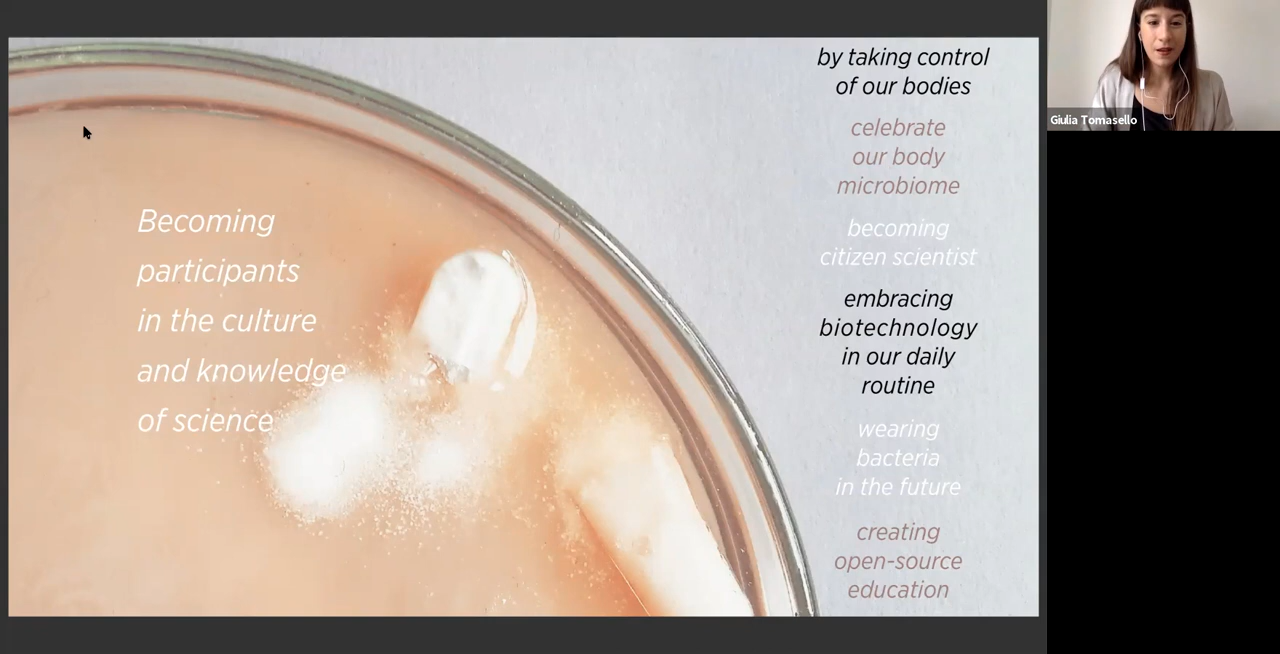 Becoming
participants
in the culture
and knowledge
of science
by taking control
of our bodies
celebrate
our body
microbiome
becoming
citizen scientist
embracing
biotechnology
in our daily
routine
wearing
bacteria
in the future
creating
open-source
education
Giulia Tomasello